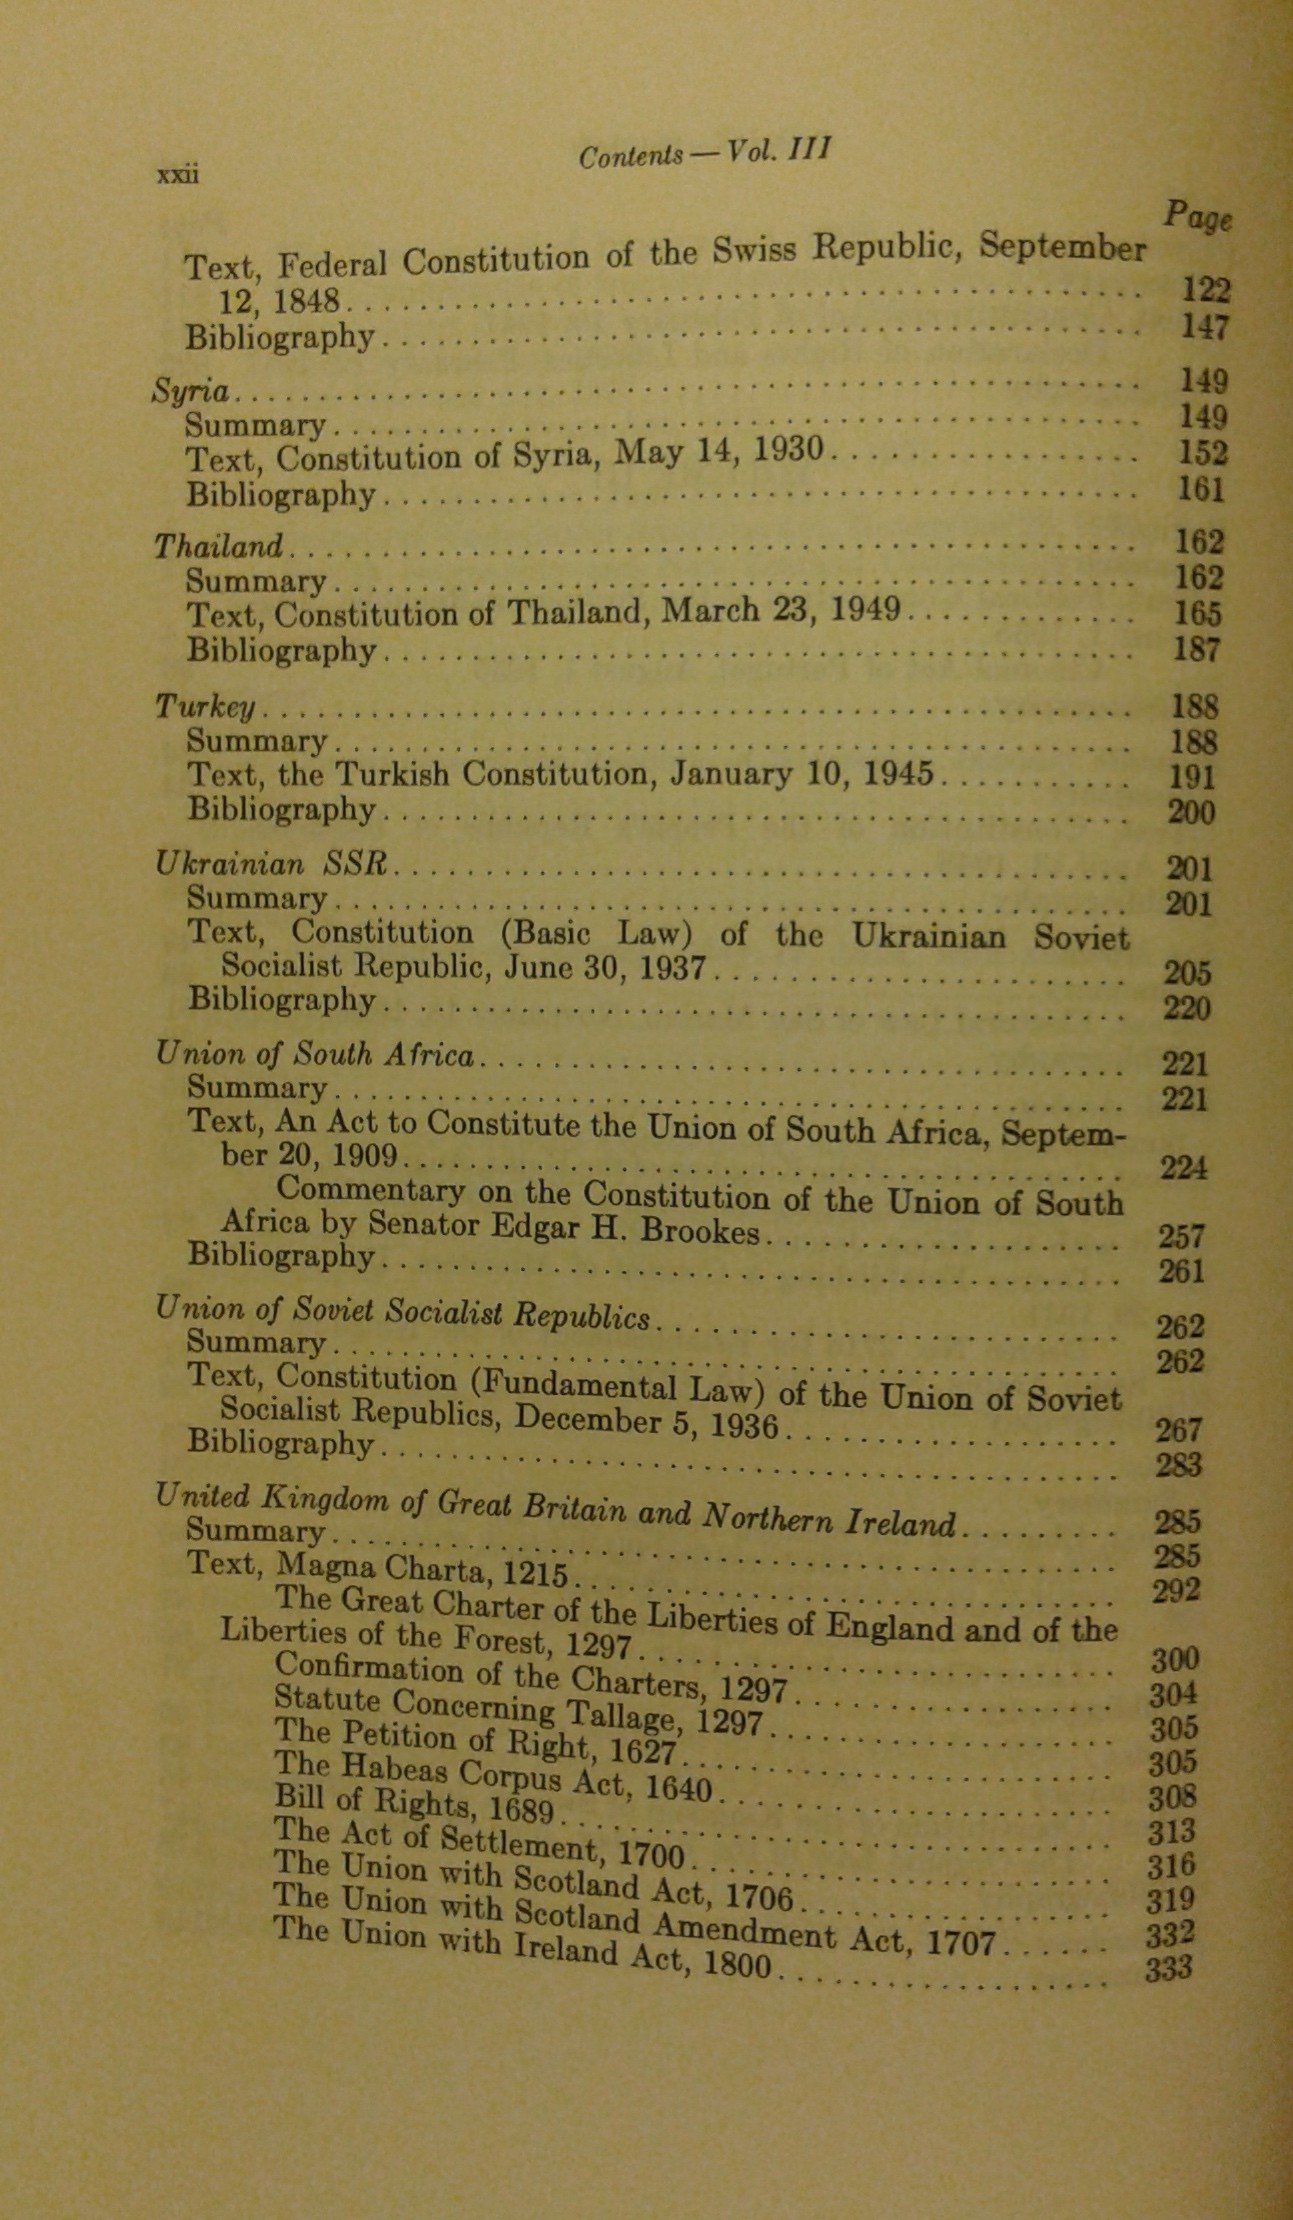 xxii
Contents — Vol. III
Page
Text, Federal Constitution of the Swiss Republic, September
12, 1848 122
Bibliography 147
Syria 149
Summary 149
Text, Constitution of Syria, May 14, 1930 152
Bibliography 161
Thailand 162
Summary 162
Text, Constitution of Thailand, March 23, 1949 165
Bibliography 187
Turkey 188
Summary 188
Text, the Turkish Constitution, January 10, 1945 191
Bibliography 200
Ukrainian SSR 201
Summary 201
Text, Constitution (Basic Law) of the Ukrainian Soviet
Socialist Republic, June 30, 1937 205
Bibliography 220
Union of South Africa 221
Summary 221
Text, An Act to Constitute the Union of South Africa, Septem-
ber 20, 1909 224
Commentary on the Constitution of the Union of South
Africa by Senator Edgar H. Brookes 257
Bibliography 261
Union of Soviet Socialist Republics 262
Summary 262
Text, Constitution (Fundamental Law) of the Union of Soviet
Socialist Republics, December 5, 1936 267
Bibliography 283
United Kingdom of Great Britain and Northern Ireland 285
Summary 285
Text, Magna Charta, 1215 292
The Great Charter of the Liberties of England and of the
Liberties of the Forest, 1297 300
Confirmation of the Charters, 1297 304
Statute Concerning Tallage, 1297 305
The Petition of Right, 1627 305
The Habeas Corpus Act, 1640 308
Bill of Rights, 1689 313
The Act of Settlement, 1700 316
The Union with Scotland Act, 1706 319
The Union with Scotland Amendment Act, 1707 332
The Union with Ireland Act, 1800 333